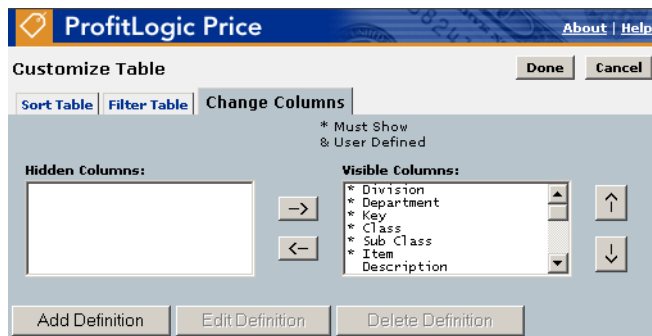 ProfitLogic Price
About | Help
Customize Table
Done
Cancel
Sort Table
Filter Table
Change Columns
* Must Show
& User Defined
Hidden Columns:
Visible Columns:
* Division
* Department
* Key
* Class
* Sub Class
* Item
Description
-->
<--
Add Definition
Edit Definition
Delete Definition